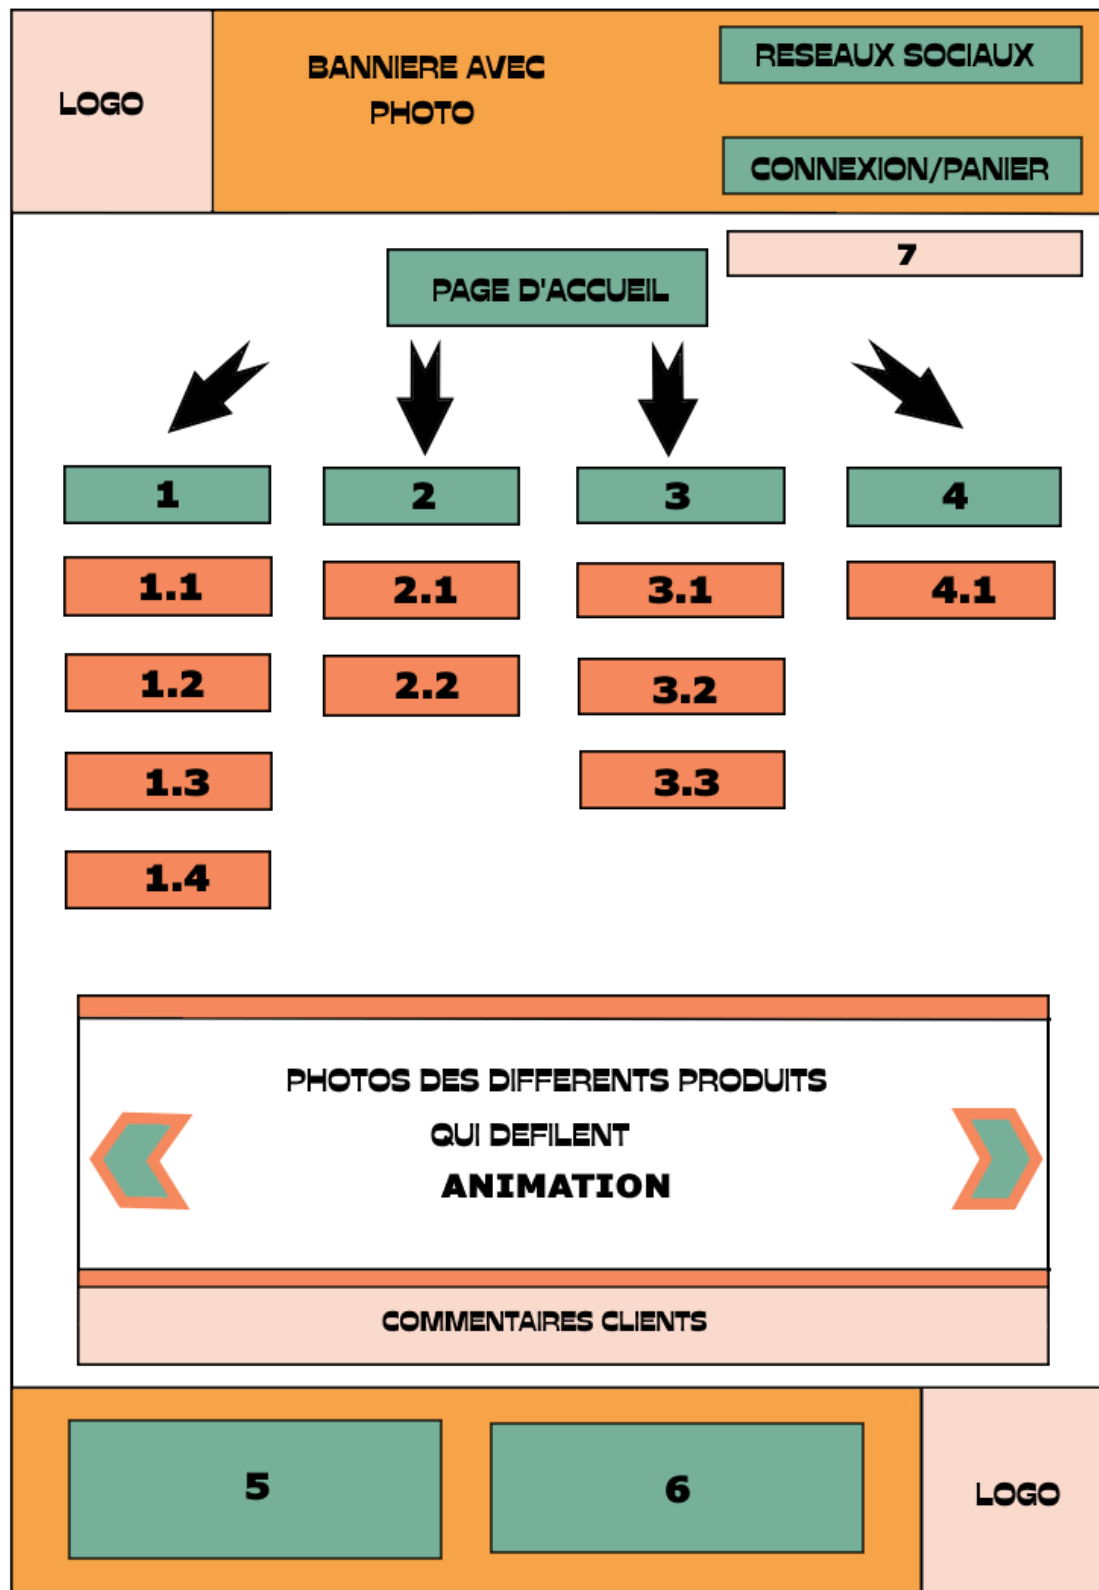 LOGO
BANNIERE AVEC
PHOTO
RESEAUX SOCIAUX
CONNEXION/PANIER
7
PAGE D'ACCUEIL
1
2
3
4
1.1
2.1
3.1
4.1
1.2
2.2
3.2
1.3
3.3
1.4
PHOTOS DES DIFFERENTS PRODUITS
QUI DEFILENT
ANIMATION
COMMENTAIRES CLIENTS
5
6
LOGO